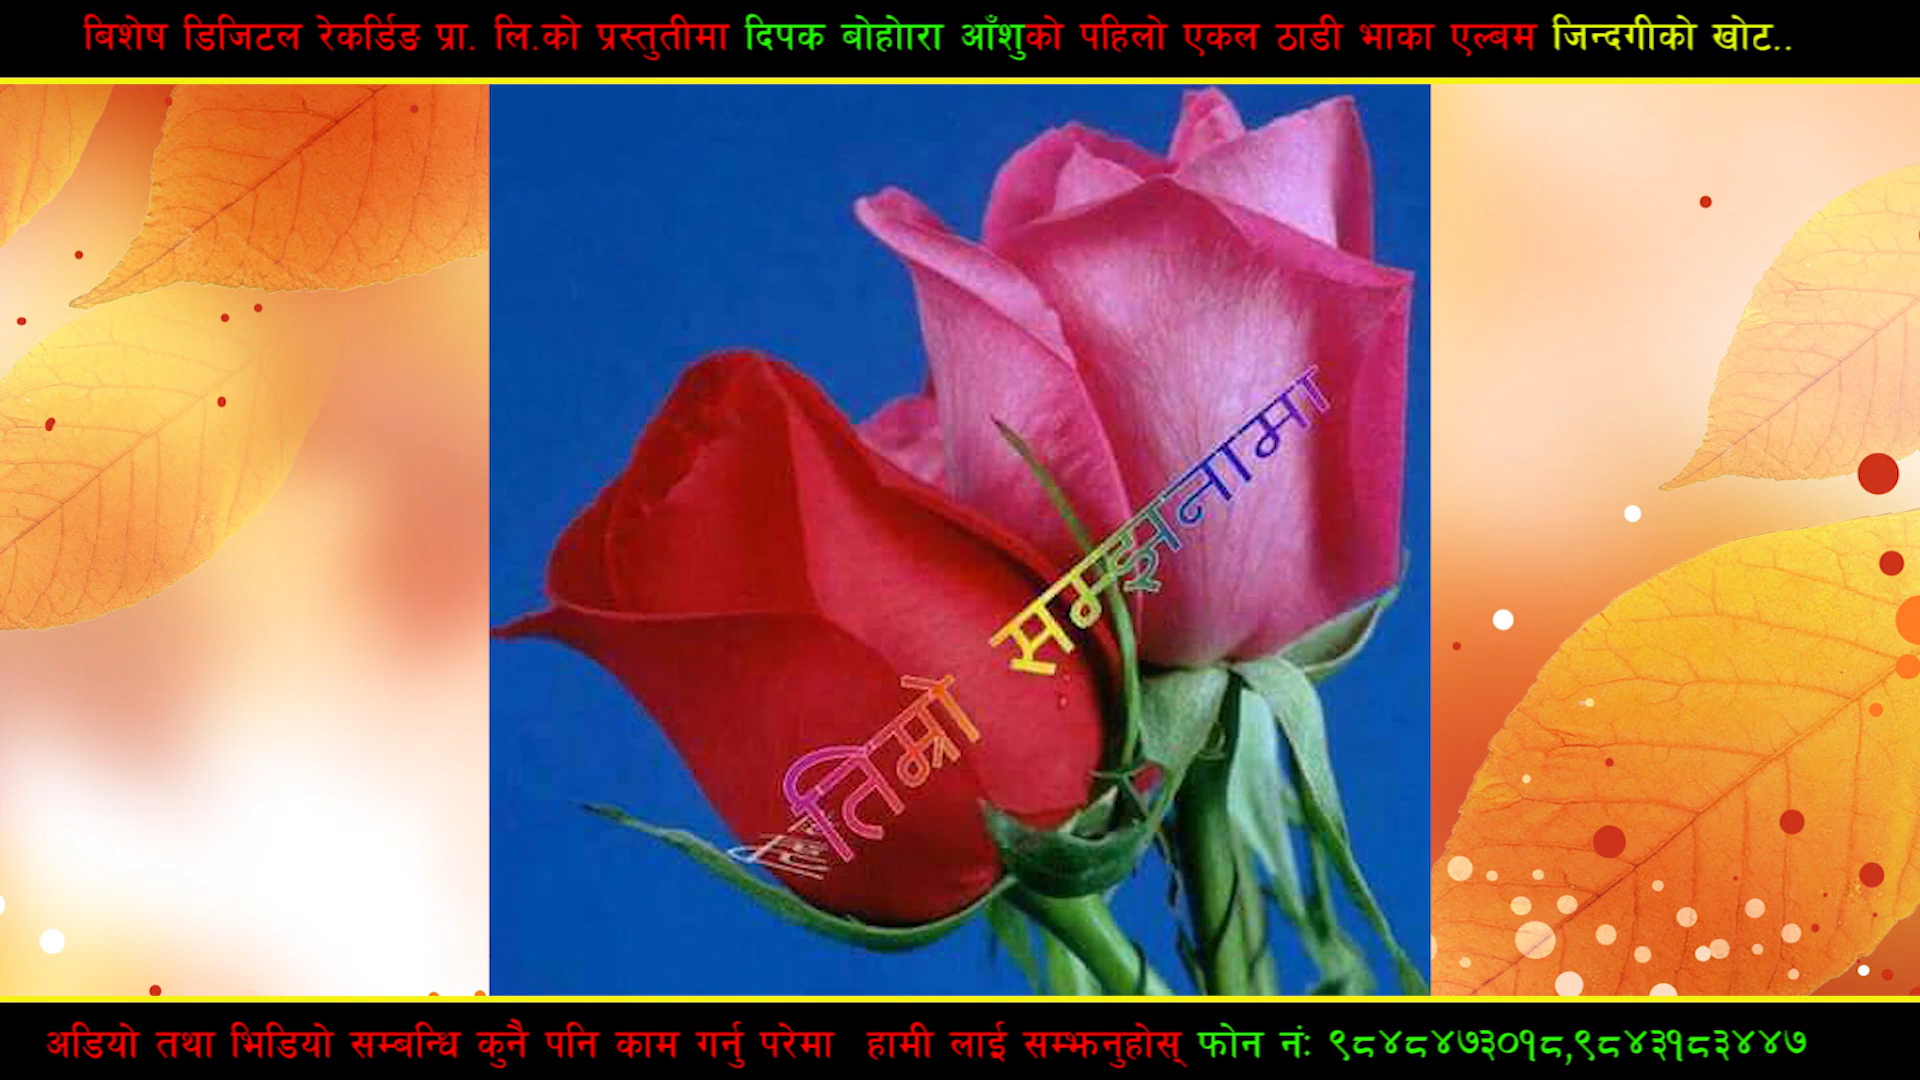 बिशेष डिजिटल रेकर्डिङ प्रा. लि.को प्रस्तुतीमा दिपक बोहोरा आँशुको पहिलो एकल ठाडी भाका एल्बम जिन्दगीको खोट..
तिम्रो सम्झनामा
अडियो तथा भिडियो सम्बन्धि कुनै पनि काम गर्नु परेमा हामी लाई सम्झनुहोस् फोन नंः ९८४८४७३०१८,९८४३१८३४४७